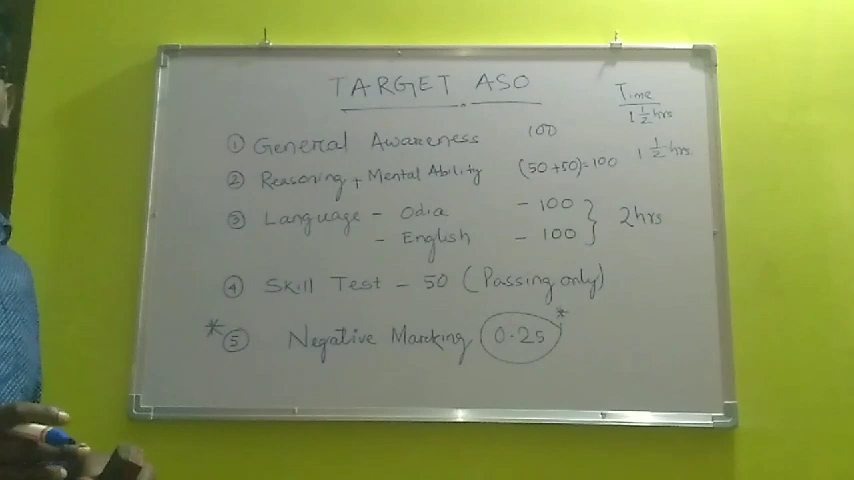 TARGET ASO
Time
1 1/2 hrs
① General Awareness 100
② Reasoning + Mental Ability (50+50)=100 1 1/2 hrs
③ Language - Odia - 100
- English - 100 } 2hrs
④ Skill Test - 50 (Passing only)
*⑤ Negative Marking 0.25*